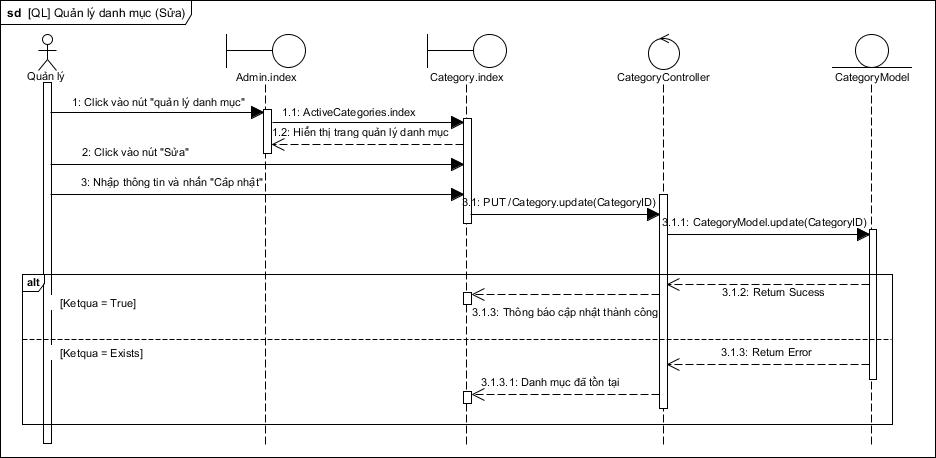 sd [QL] Quản lý danh mục (Sửa)
Quản lý
Admin.index
Category.index
CategoryController
CategoryModel
1: Click vào nút "quản lý danh mục"
1.1: ActiveCategories.index
1.2: Hiển thị trang quản lý danh mục
2: Click vào nút "Sửa"
3: Nhập thông tin và nhấn "Cập nhật"
3.1: PUT /Category.update(CategoryID)
3.1.1: CategoryModel.update(CategoryID)
alt
[Ketqua = True]
3.1.2: Return Sucess
3.1.3: Thông báo cập nhật thành công
[Ketqua = Exists]
3.1.3: Return Error
3.1.3.1: Danh mục đã tồn tại